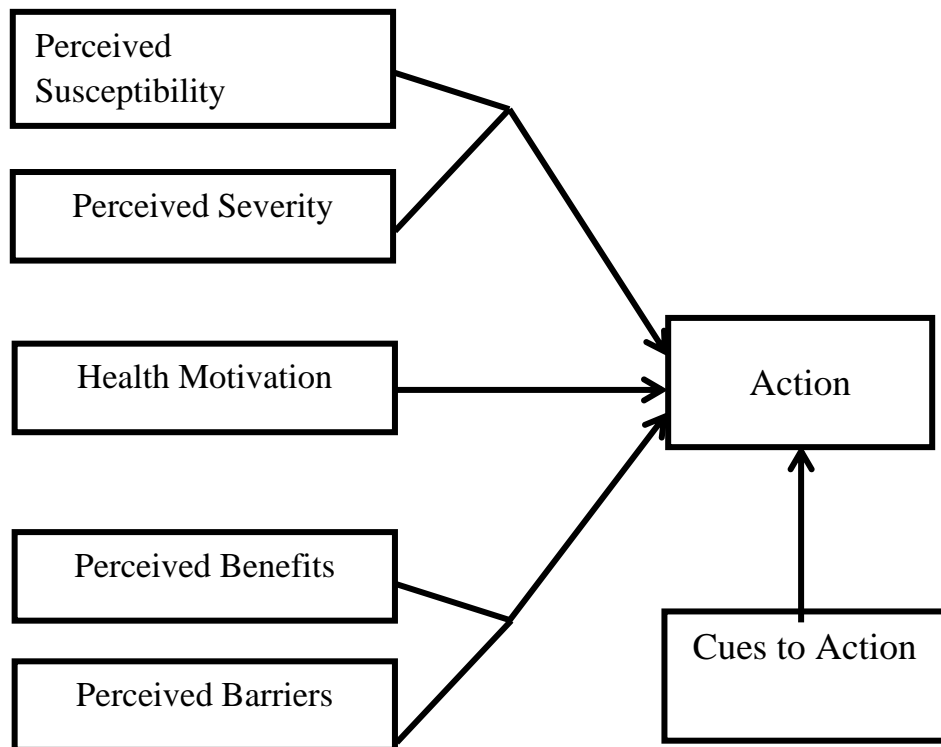 Perceived
Susceptibility
Perceived Severity
Health Motivation
Action
Perceived Benefits
Cues to Action
Perceived Barriers